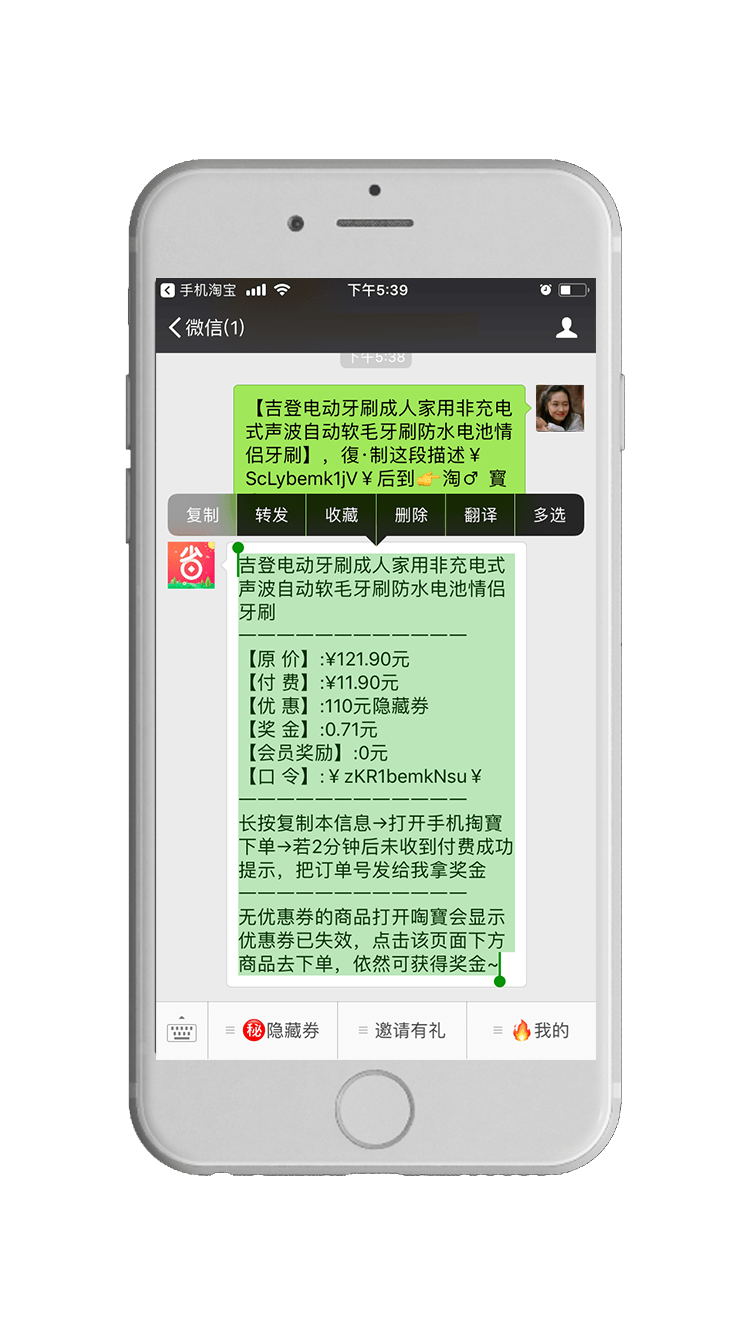 手机淘宝 下午5:39
微信(1)
下午5:38
【吉登电动牙刷成人家用非充电
式声波自动软毛牙刷防水电池情
侣牙刷】，復·制这段描述￥
ScLybemk1jV￥后到👉淘♂ 寳
复制 转发 收藏 删除 翻译 多选
省
吉登电动牙刷成人家用非充电式
声波自动软毛牙刷防水电池情侣
牙刷
————————————
【原 价】:¥121.90元
【付 费】:¥11.90元
【优 惠】:110元隐藏券
【奖 金】:0.71元
【会员奖励】:0元
【口 令】:￥zKR1bemkNsu￥
————————————
长按复制本信息→打开手机掏寶
下单→若2分钟后未收到付费成功
提示，把订单号发给我拿奖金
————————————
无优惠券的商品打开啕寶会显示
优惠券已失效，点击该页面下方
商品去下单，依然可获得奖金~
㊙隐藏券 邀请有礼 🔥我的